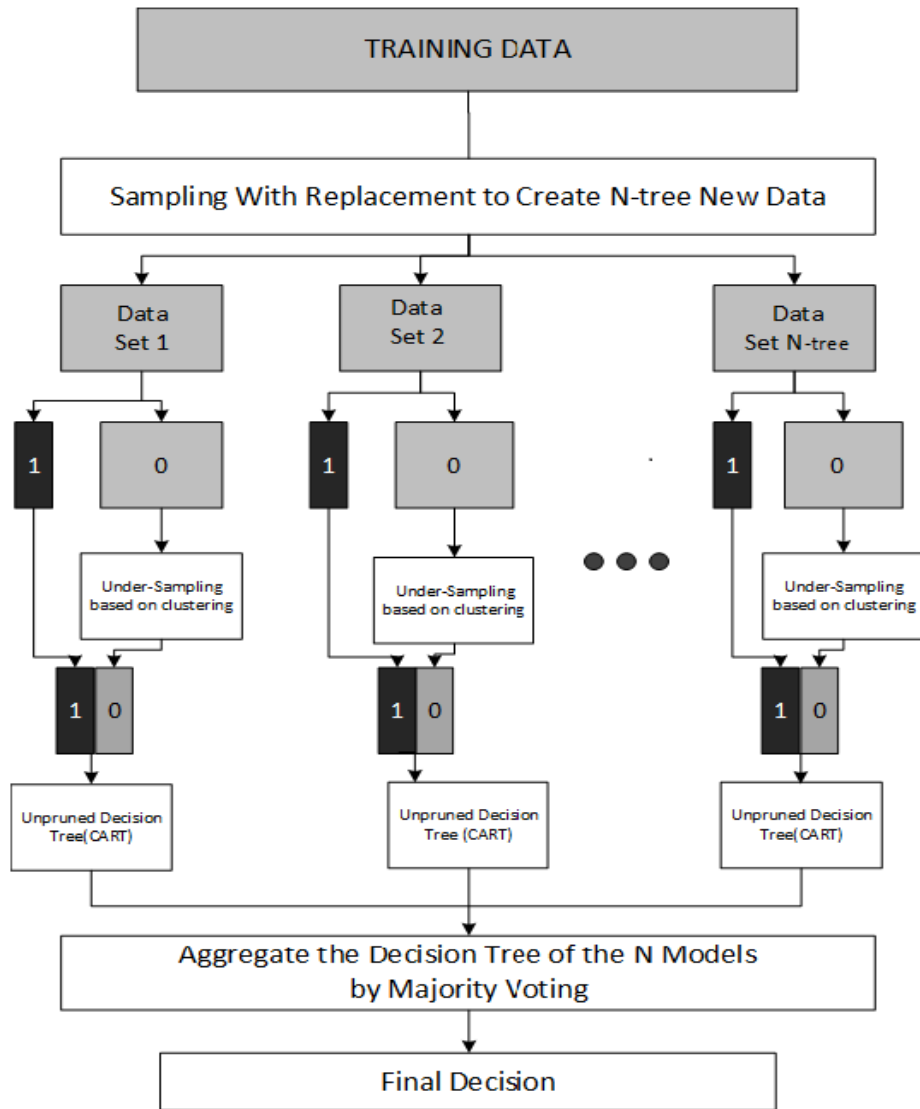 TRAINING DATA
Sampling With Replacement to Create N-tree New Data
Data
Set 1
Data
Set 2
Data
Set N-tree
1
0
1
0
1
0
Under-Sampling
based on clustering
Under-Sampling
based on clustering
Under-Sampling
based on clustering
1 0
1 0
1 0
Unpruned Decision
Tree(CART)
Unpruned Decision
Tree (CART)
Unpruned Decision
Tree(CART)
Aggregate the Decision Tree of the N Models
by Majority Voting
Final Decision